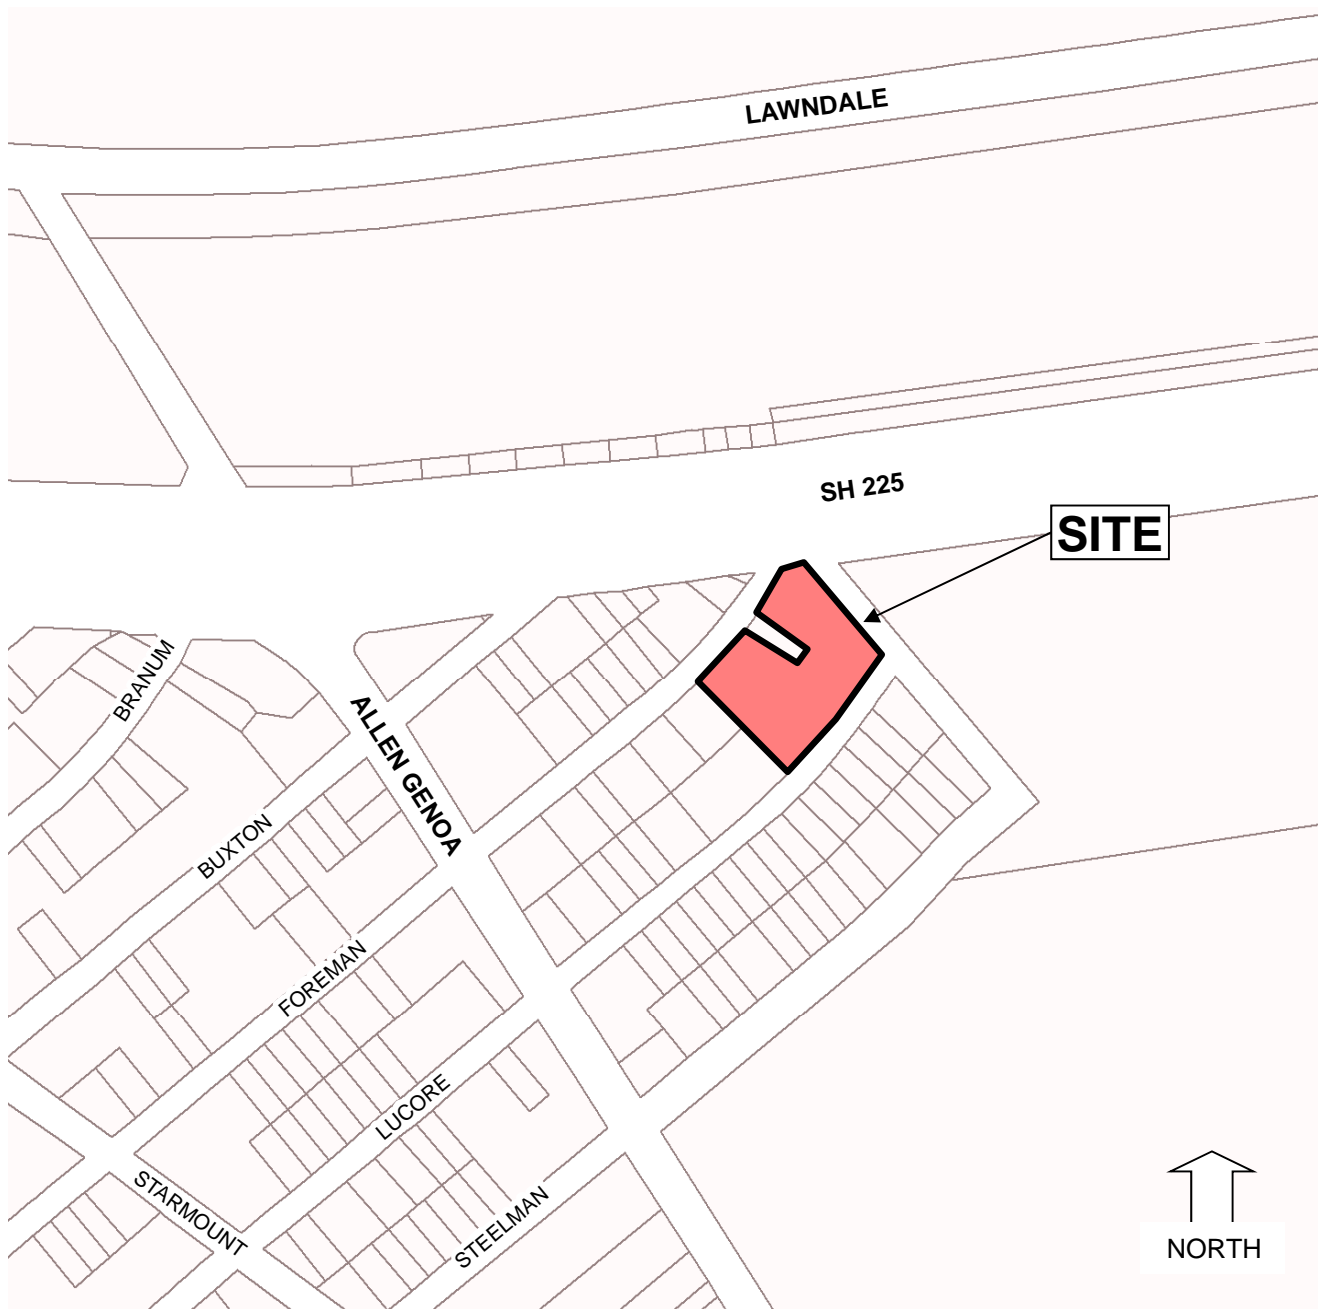 LAWNDALE
SH 225
SITE
BRANUM
ALLEN GENOA
BUXTON
FOREMAN
LUCORE
STARMOUNT
STEELMAN
NORTH